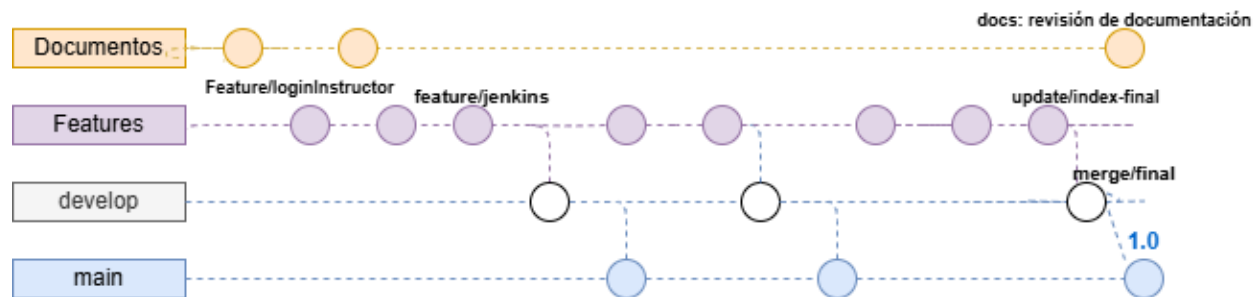 docs: revisión de documentación
Documentos
Feature/loginInstructor
feature/jenkins
update/index-final
Features
merge/final
develop
1.0
main